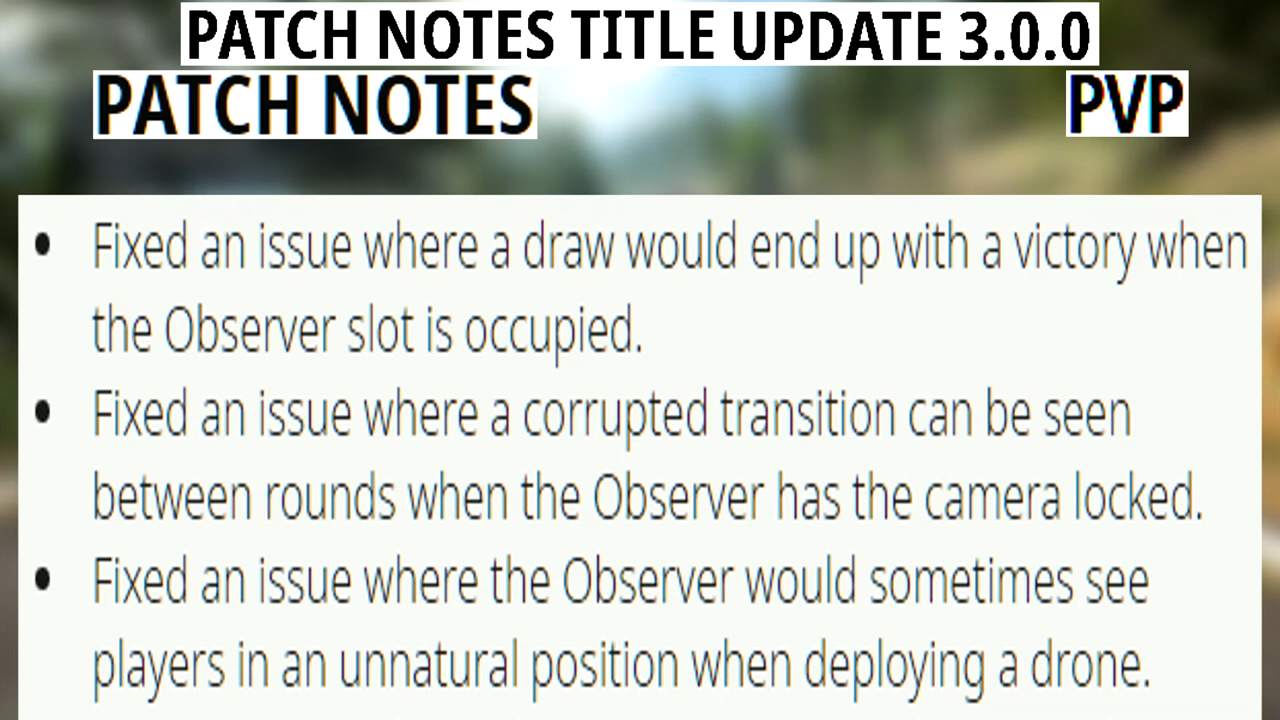 PATCH NOTES TITLE UPDATE 3.0.0
PATCH NOTES PVP
• Fixed an issue where a draw would end up with a victory when
the Observer slot is occupied.
• Fixed an issue where a corrupted transition can be seen
between rounds when the Observer has the camera locked.
• Fixed an issue where the Observer would sometimes see
players in an unnatural position when deploying a drone.